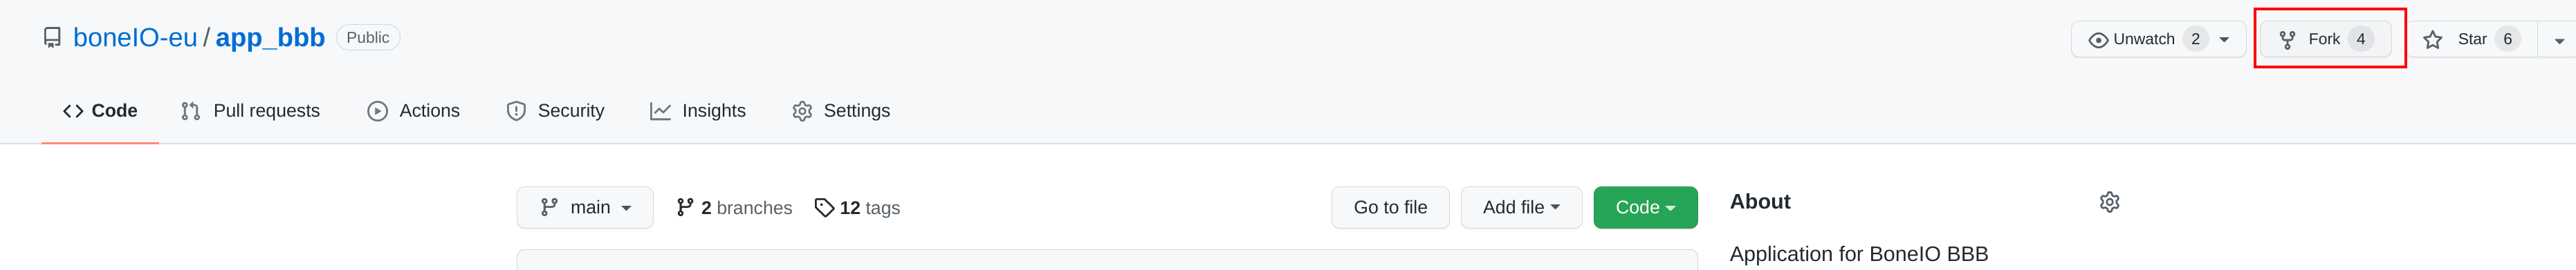 boneIO-eu / app_bbb Public Unwatch 2 Fork 4 Star 6
Code Pull requests Actions Security Insights Settings
main 2 branches 12 tags Go to file Add file Code About
Application for BoneIO BBB